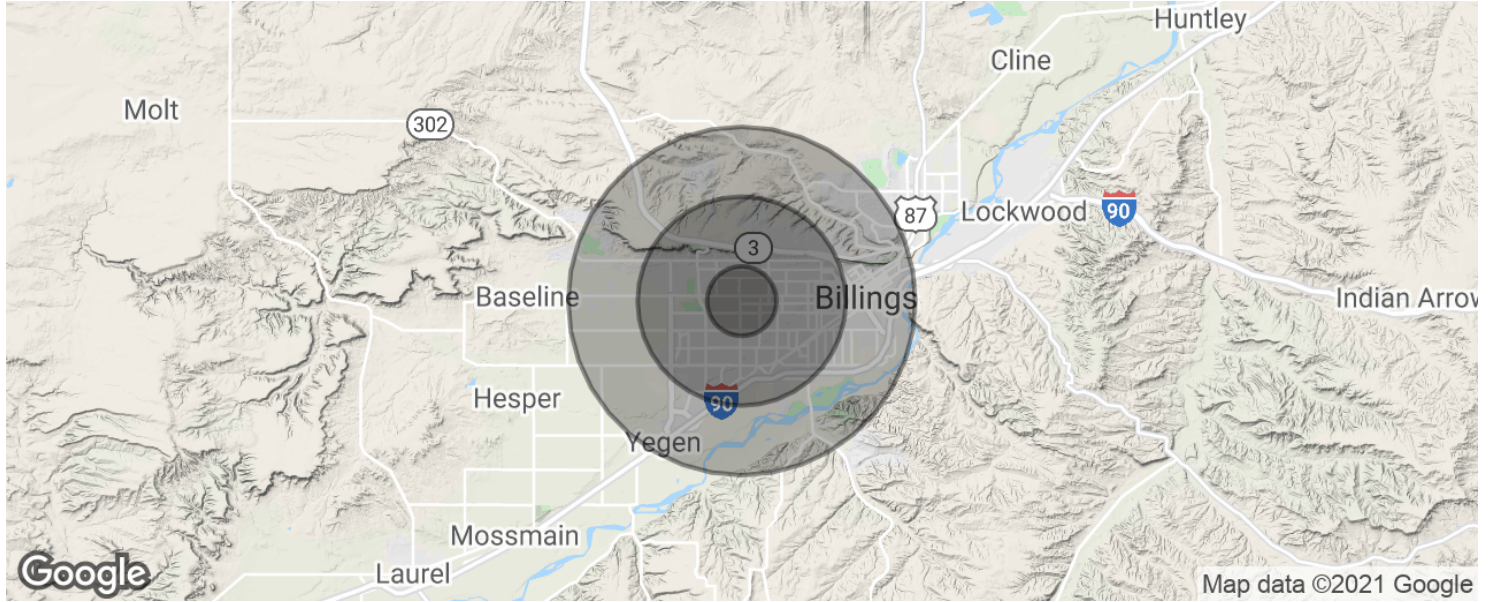 Huntley
Cline
Molt
302
87
Lockwood
90
3
Baseline
Billings
Indian Arrow
Hesper
90
Yegen
Mossmain
Laurel
Google
Map data ©2021 Google